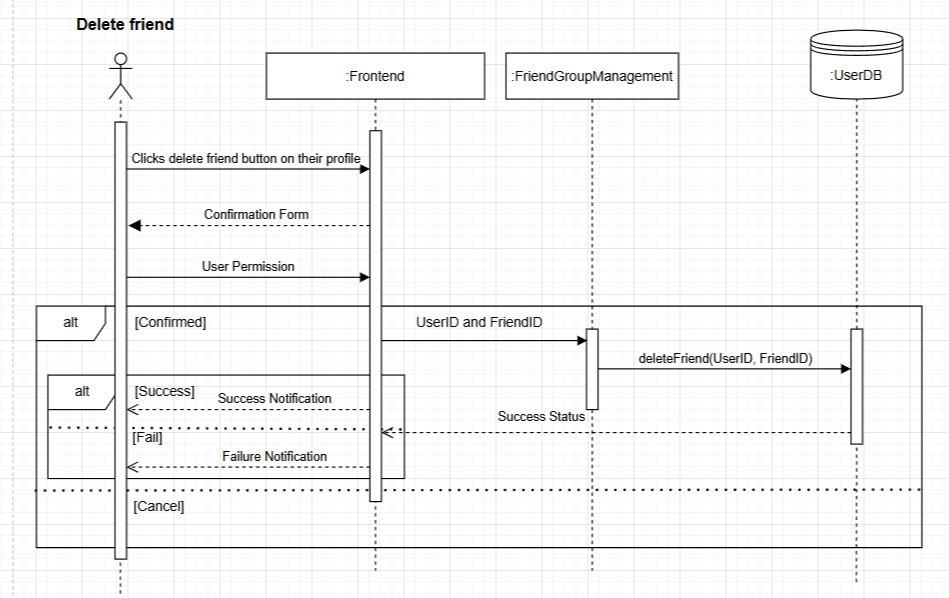 Delete friend
:Frontend
:FriendGroupManagement
:UserDB
Clicks delete friend button on their profile
Confirmation Form
User Permission
alt
[Confirmed]
UserID and FriendID
deleteFriend(UserID, FriendID)
alt
[Success]
Success Notification
Success Status
[Fail]
Failure Notification
[Cancel]